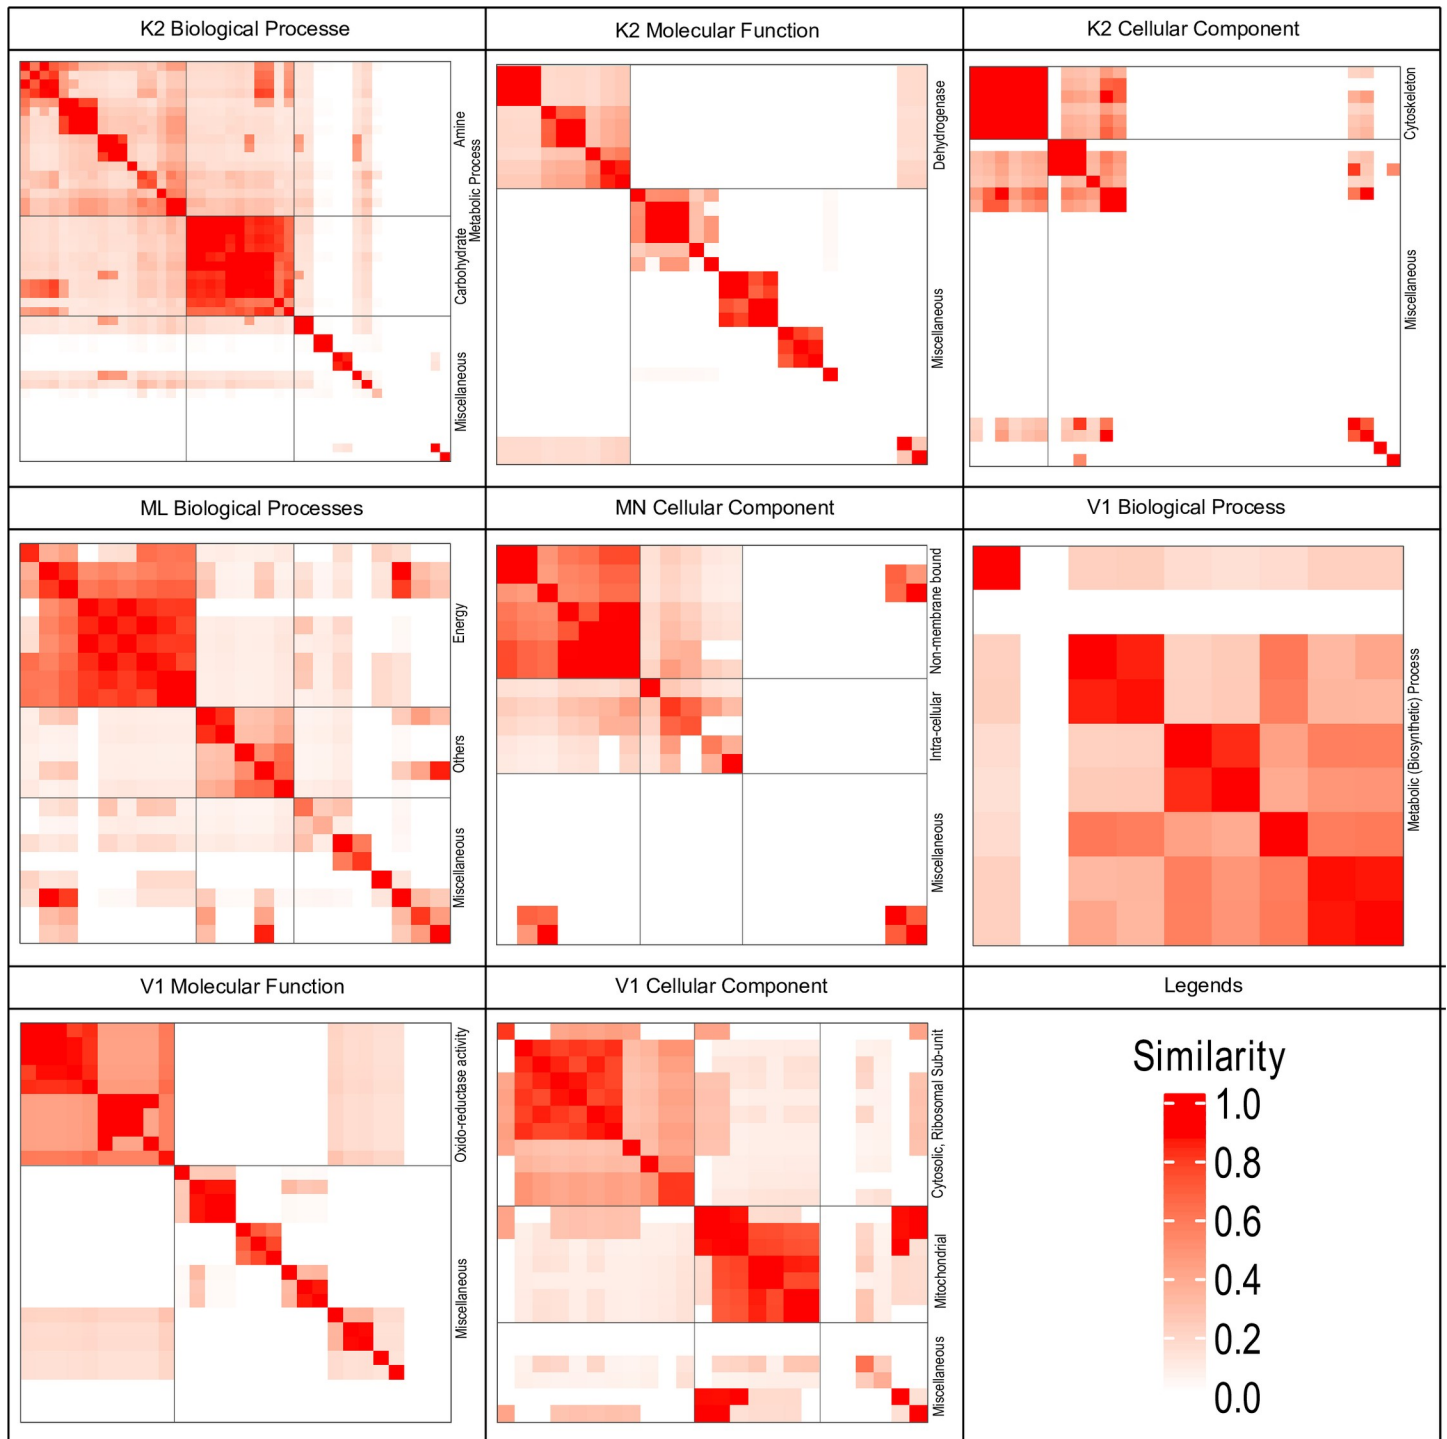 K2 Biological Processe
K2 Molecular Function
K2 Cellular Component
Amine
Metabolic Process
Carbohydrate
Miscellaneous
Dehydrogenase
Miscellaneous
Cytoskeleton
Miscellaneous
ML Biological Processes
MN Cellular Component
V1 Biological Process
Energy
Others
Miscellaneous
Non-membrane bound
Intra-cellular
Miscellaneous
Metabolic (Biosynthetic) Process
V1 Molecular Function
V1 Cellular Component
Legends
Oxido-reductase activity
Miscellaneous
Cytosolic, Ribosomal Sub-unit
Mitochondrial
Miscellaneous
Similarity
1.0
0.8
0.6
0.4
0.2
0.0